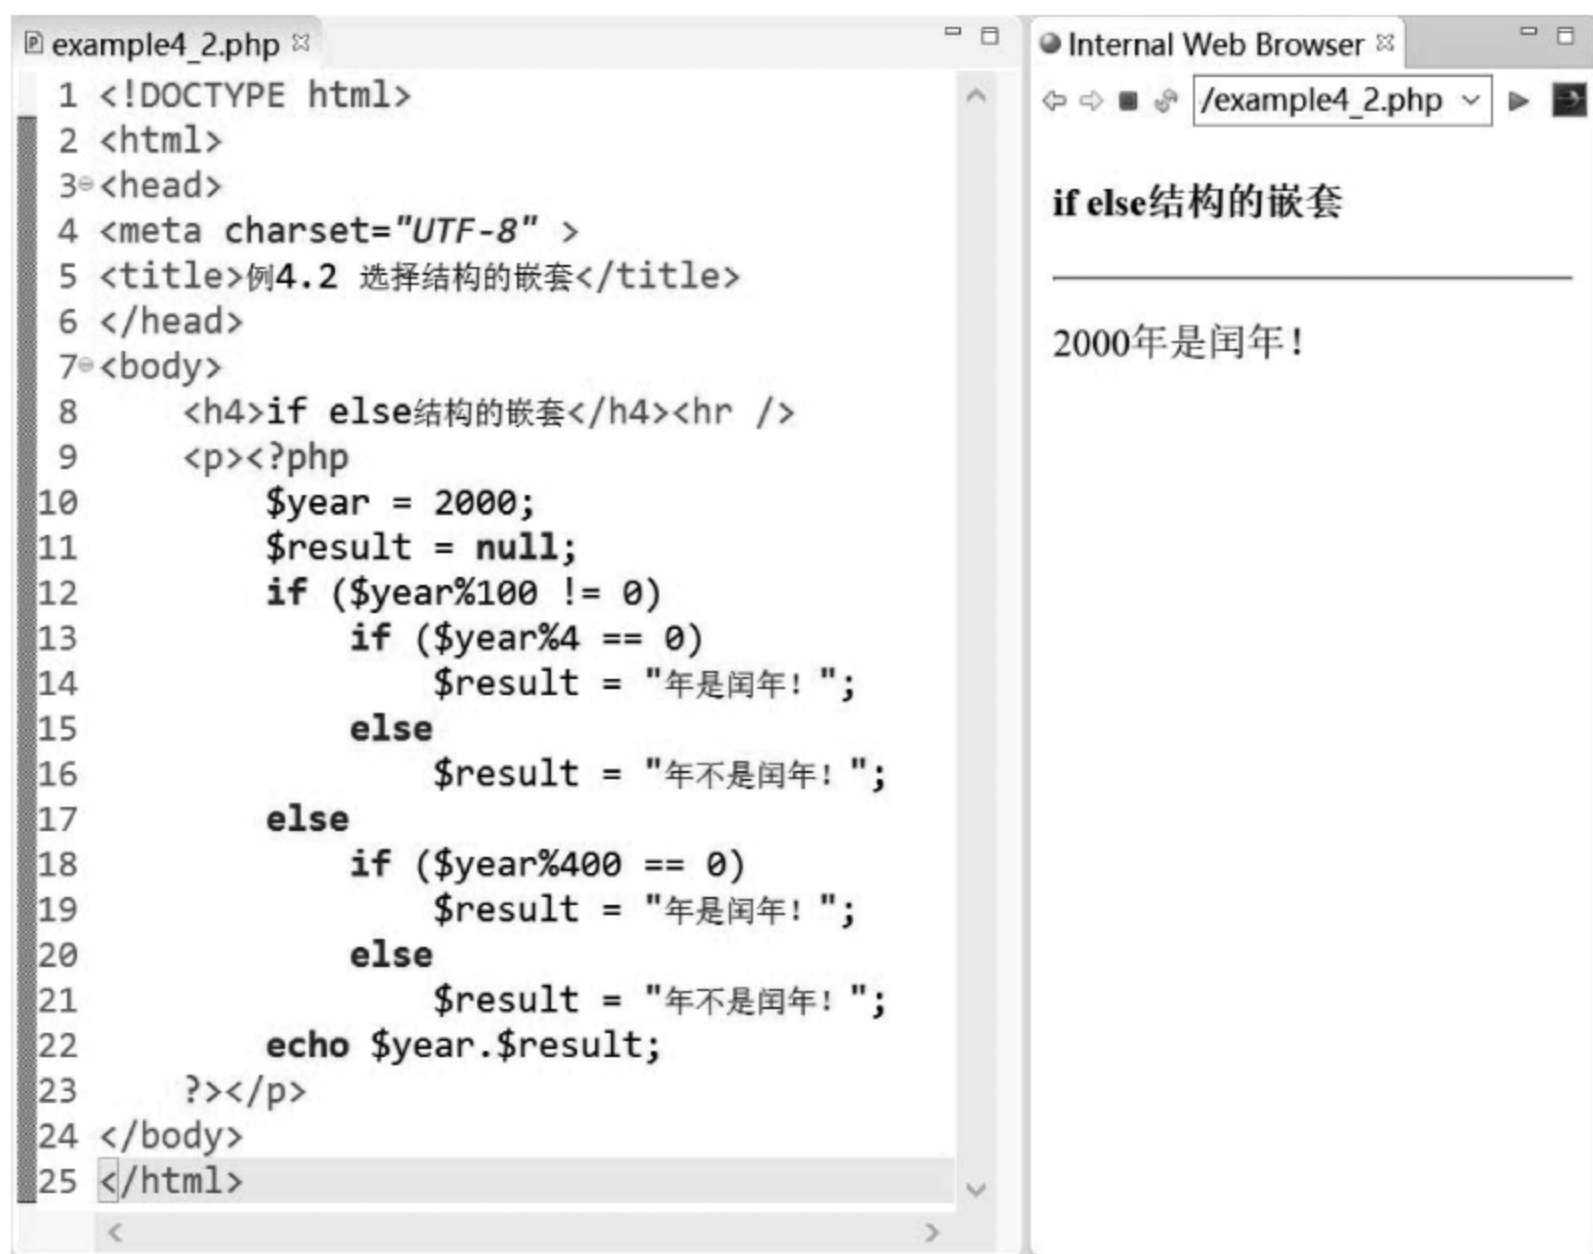 example4_2.php
1 <!DOCTYPE html>
2 <html>
3 <head>
4 <meta charset="UTF-8" >
5 <title>例4.2 选择结构的嵌套</title>
6 </head>
7 <body>
8 <h4>if else结构的嵌套</h4><hr />
9 <p><?php
10 $year = 2000;
11 $result = null;
12 if ($year%100 != 0)
13 if ($year%4 == 0)
14 $result = "年是闰年！";
15 else
16 $result = "年不是闰年！";
17 else
18 if ($year%400 == 0)
19 $result = "年是闰年！";
20 else
21 $result = "年不是闰年！";
22 echo $year.$result;
23 ?></p>
24 </body>
25 </html>
Internal Web Browser
/example4_2.php
if else结构的嵌套
2000年是闰年！